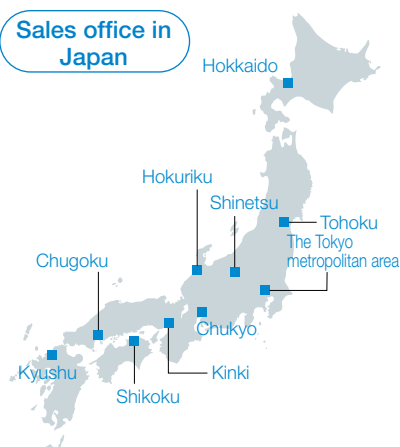 Sales office in
Japan
Hokkaido
Hokuriku
Shinetsu
Tohoku
The Tokyo
metropolitan area
Chugoku
Chukyo
Kyushu
Kinki
Shikoku